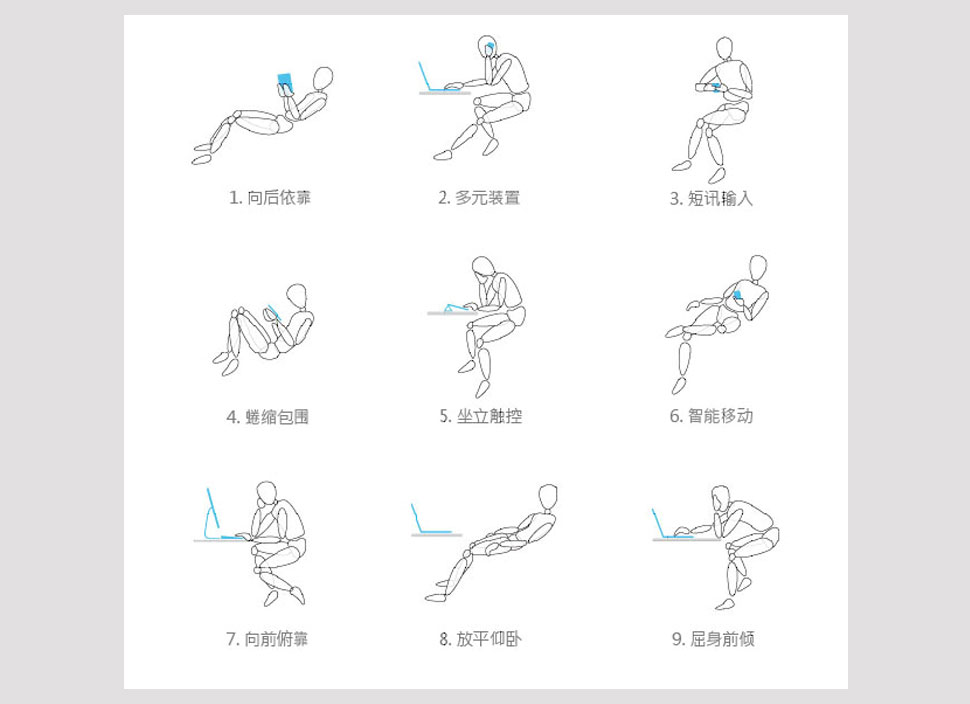 1. 向后依靠
2. 多元装置
3. 短讯输入
4. 蜷缩包围
5. 坐立触控
6. 智能移动
7. 向前俯靠
8. 放平仰卧
9. 屈身前倾